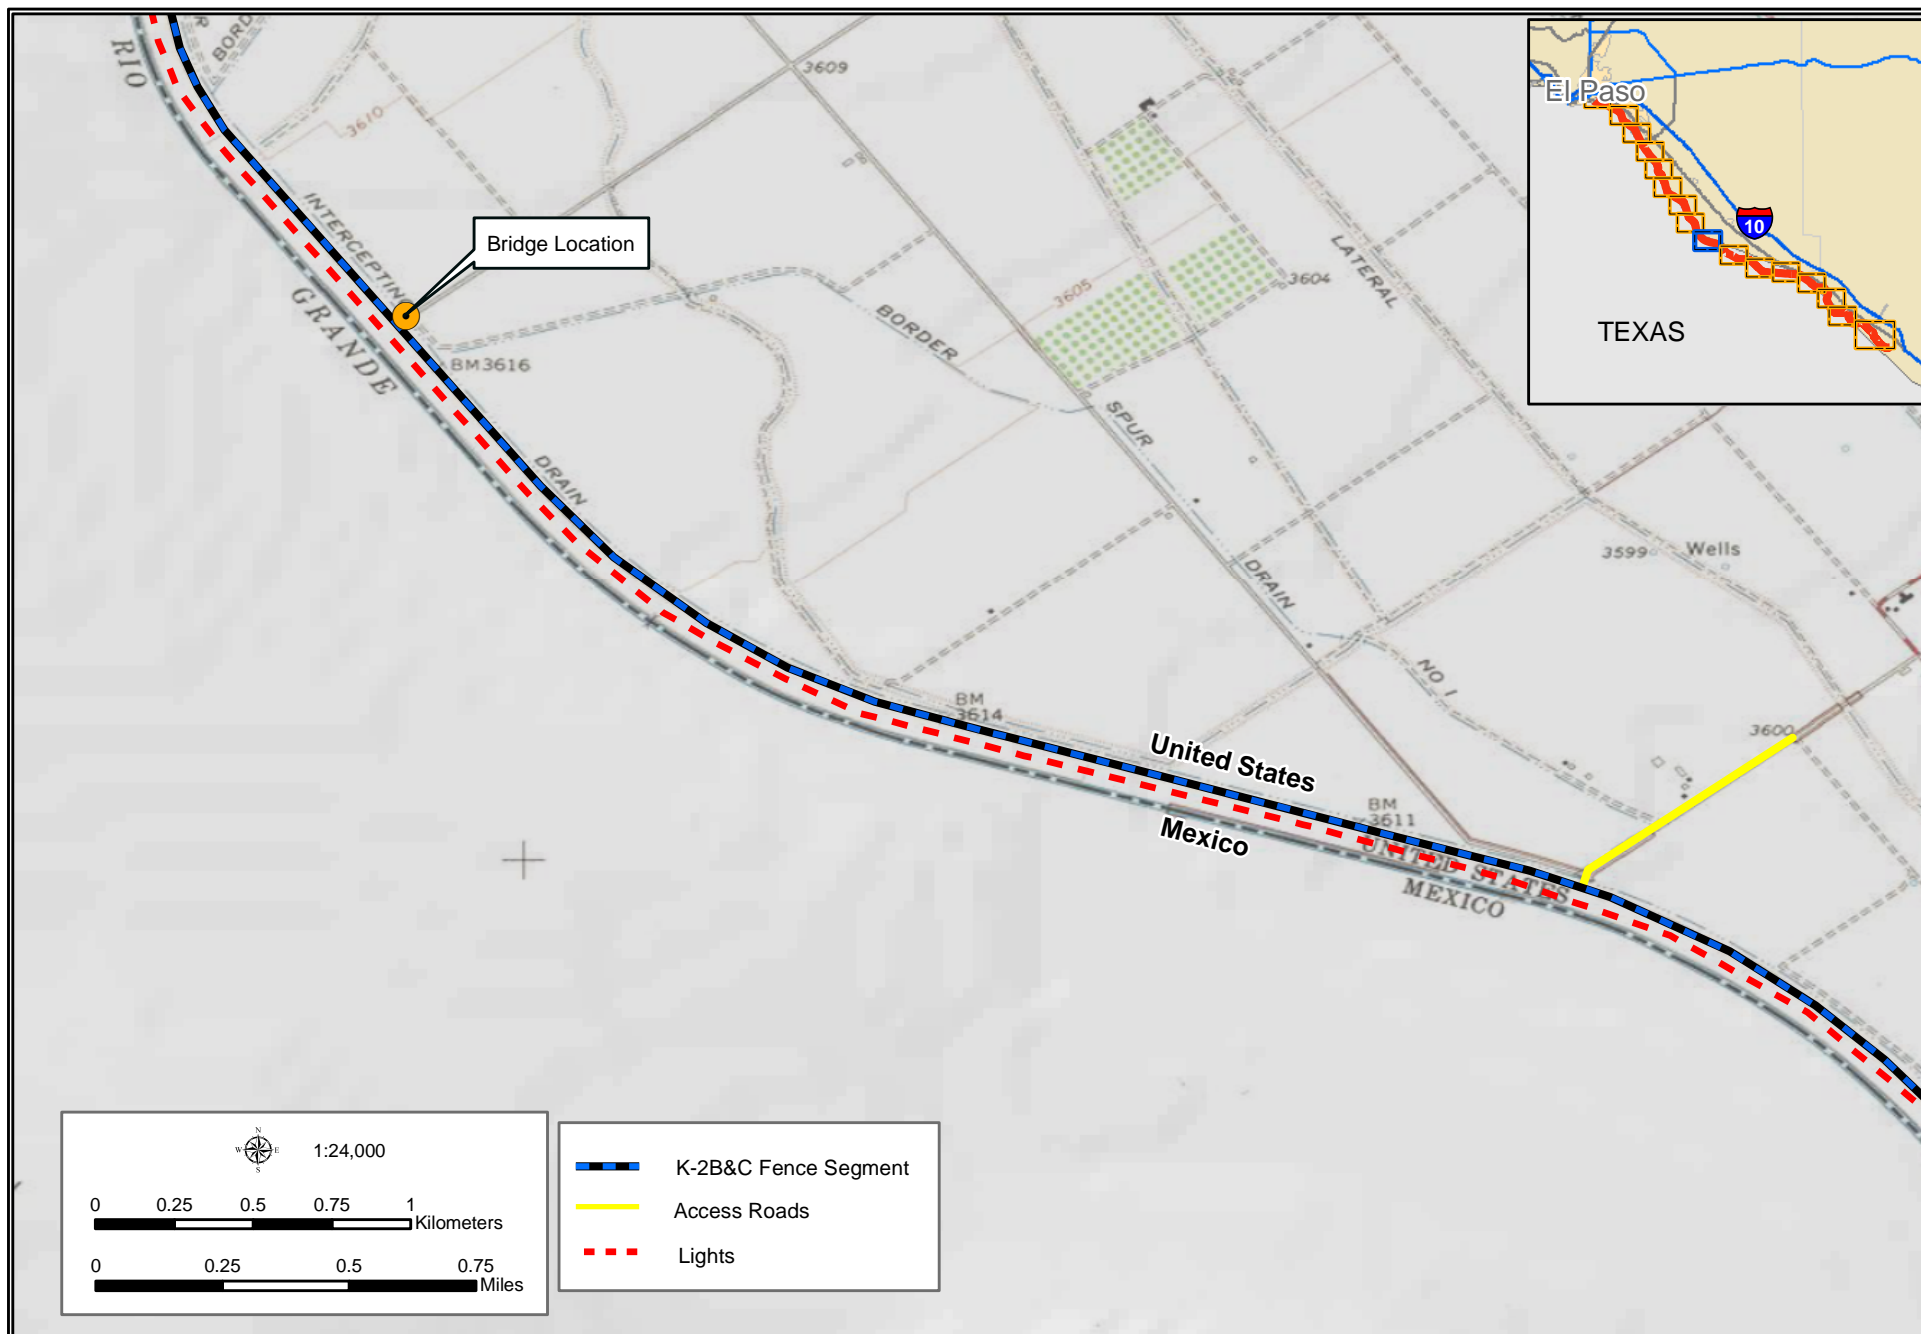 RIO
BORD
R
3609
3610
INTERCEPTIN
Bridge Location
GRANDE
BM3616
BORDER
3605
3604
LATERAL
SPUR
DRAIN
DRAIN
3599
Wells
NO 1
BM
3614
3600
United States
Mexico
BM
3611
UNITED STATES
MEXICO
El Paso
10
TEXAS
N
W E
S
1:24,000
0 0.25 0.5 0.75 1
Kilometers
0 0.25 0.5 0.75
Miles
K-2B&C Fence Segment
Access Roads
Lights